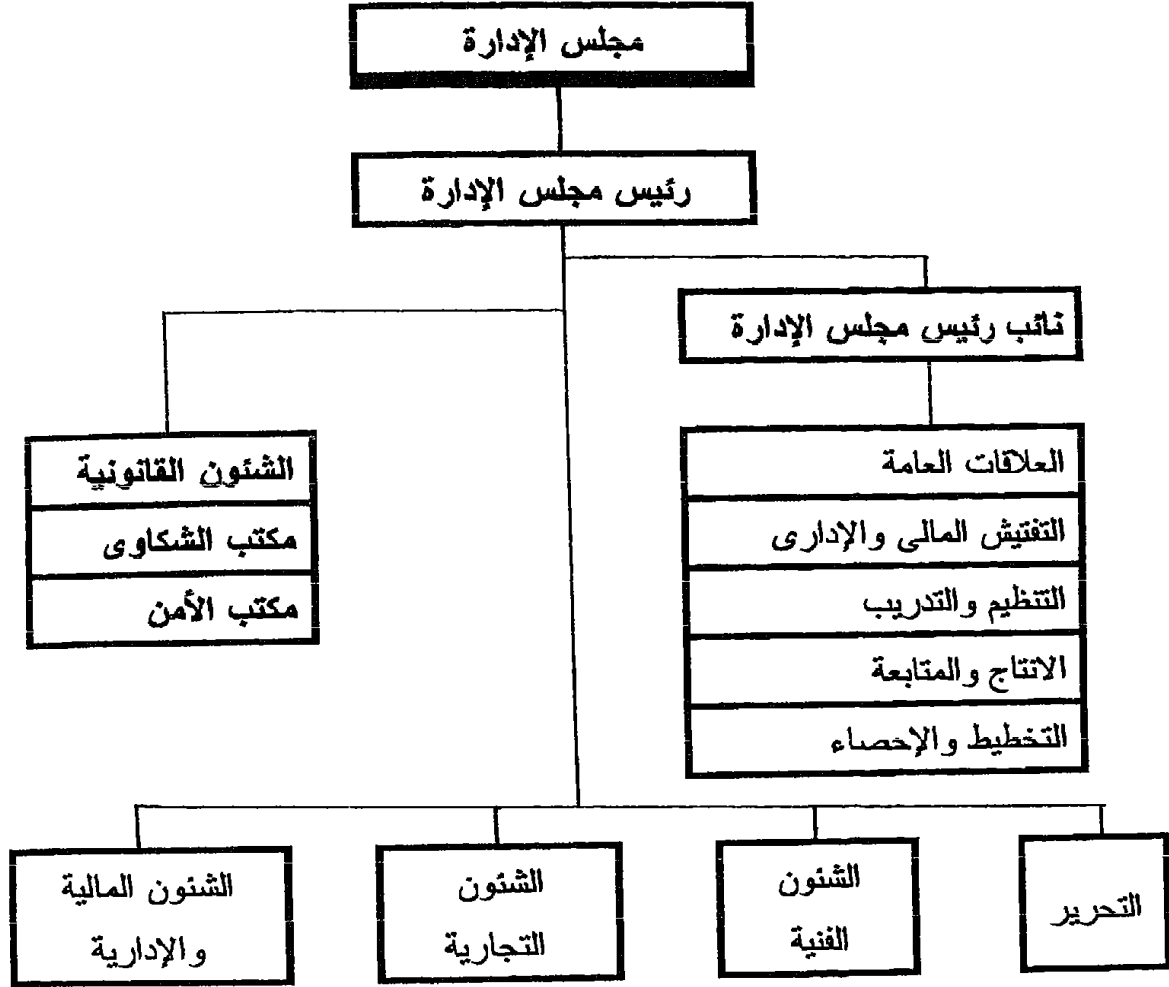 مجلس الإدارة
رئيس مجلس الإدارة
نائب رئيس مجلس الإدارة
العلاقات العامة
التفتيش المالى والإدارى
التنظيم والتدريب
الانتاج والمتابعة
التخطيط والإحصاء
الشئون القانونية
مكتب الشكاوى
مكتب الأمن
التحرير
الشئون
الفنية
الشئون
التجارية
الشئون المالية
والإدارية